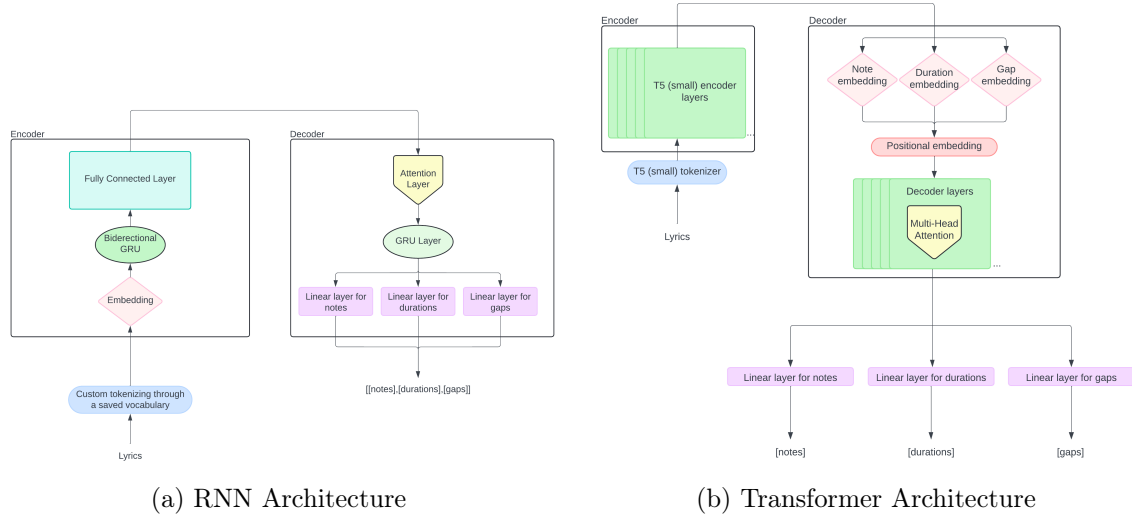 Encoder
Fully Connected Layer
Biderectional
GRU
Embedding
Custom tokenizing through
a saved vocabulary
Lyrics
Decoder
Attention
Layer
GRU Layer
Linear layer for
notes
Linear layer for
durations
Linear layer for
gaps
[[notes],[durations],[gaps]]
(a) RNN Architecture
Encoder
T5 (small) encoder
layers
...
T5 (small) tokenizer
Lyrics
Decoder
Note
embedding
Duration
embedding
Gap
embedding
Positional embedding
Decoder layers
Multi-Head
Attention
...
Linear layer for notes
Linear layer for durations
Linear layer for gaps
[notes]
[durations]
[gaps]
(b) Transformer Architecture